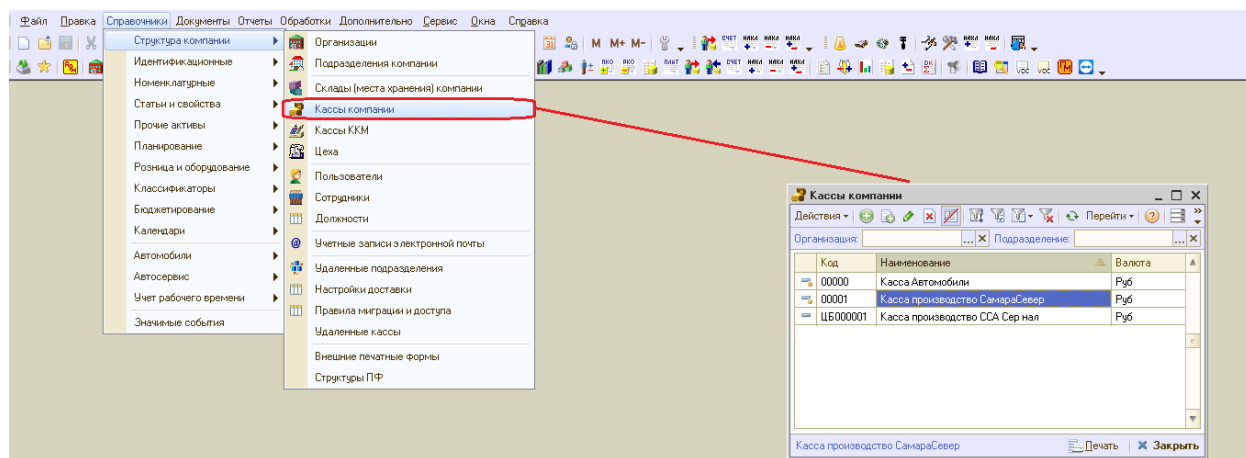 Файл Правка Справочники Документы Отчеты Обработки Дополнительно Сервис Окна Справка
M M+ M-
Структура компании
Идентификационные
Номенклатурные
Статьи и свойства
Прочие активы
Планирование
Розница и оборудование
Классификаторы
Бюджетирование
Календари
Автомобили
Автосервис
Учет рабочего времени
Значимые события
Организации
Подразделения компании
Склады (места хранения) компании
Кассы компании
Кассы ККМ
Цеха
Пользователи
Сотрудники
Должности
Учетные записи электронной почты
Удаленные подразделения
Настройки доставки
Правила миграции и доступа
Удаленные кассы
Внешние печатные формы
Структуры ПФ
Кассы компании
Действия Перейти
Организация: ... Подразделение: ...
Код Наименование Валюта
00000 Касса Автомобили Руб
00001 Касса производство СамараСевер Руб
ЦБ000001 Касса производство ССА Сер нал Руб
Касса производство СамараСевер Печать Закрыть